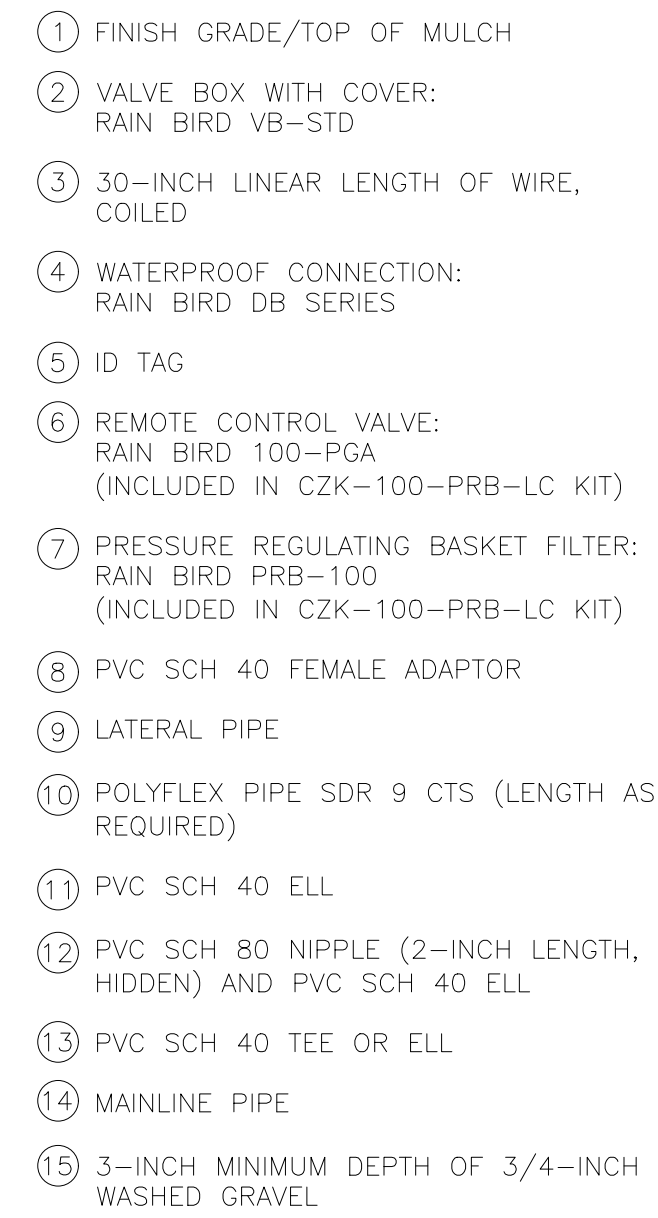 1 FINISH GRADE/TOP OF MULCH
2 VALVE BOX WITH COVER:
RAIN BIRD VB-STD
3 30-INCH LINEAR LENGTH OF WIRE,
COILED
4 WATERPROOF CONNECTION:
RAIN BIRD DB SERIES
5 ID TAG
6 REMOTE CONTROL VALVE:
RAIN BIRD 100-PGA
(INCLUDED IN CZK-100-PRB-LC KIT)
7 PRESSURE REGULATING BASKET FILTER:
RAIN BIRD PRB-100
(INCLUDED IN CZK-100-PRB-LC KIT)
8 PVC SCH 40 FEMALE ADAPTOR
9 LATERAL PIPE
10 POLYFLEX PIPE SDR 9 CTS (LENGTH AS
REQUIRED)
11 PVC SCH 40 ELL
12 PVC SCH 80 NIPPLE (2-INCH LENGTH,
HIDDEN) AND PVC SCH 40 ELL
13 PVC SCH 40 TEE OR ELL
14 MAINLINE PIPE
15 3-INCH MINIMUM DEPTH OF 3/4-INCH
WASHED GRAVEL